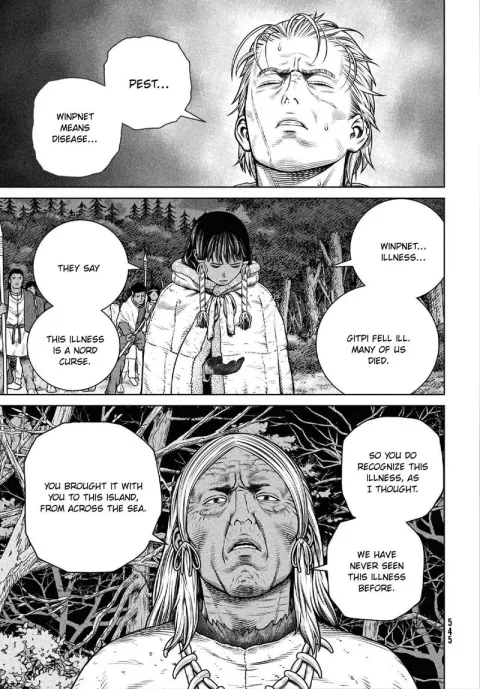 PEST...
WINPNET
MEANS
DISEASE...
WINPNET...
ILLNESS...
GITPI FELL ILL.
MANY OF US
DIED.
THEY SAY
THIS ILLNESS
IS A NORD
CURSE.
SO YOU DO
RECOGNIZE THIS
ILLNESS, AS
I THOUGHT.
WE HAVE
NEVER SEEN
THIS ILLNESS
BEFORE.
YOU BROUGHT IT WITH
YOU TO THIS ISLAND,
FROM ACROSS THE SEA.
545